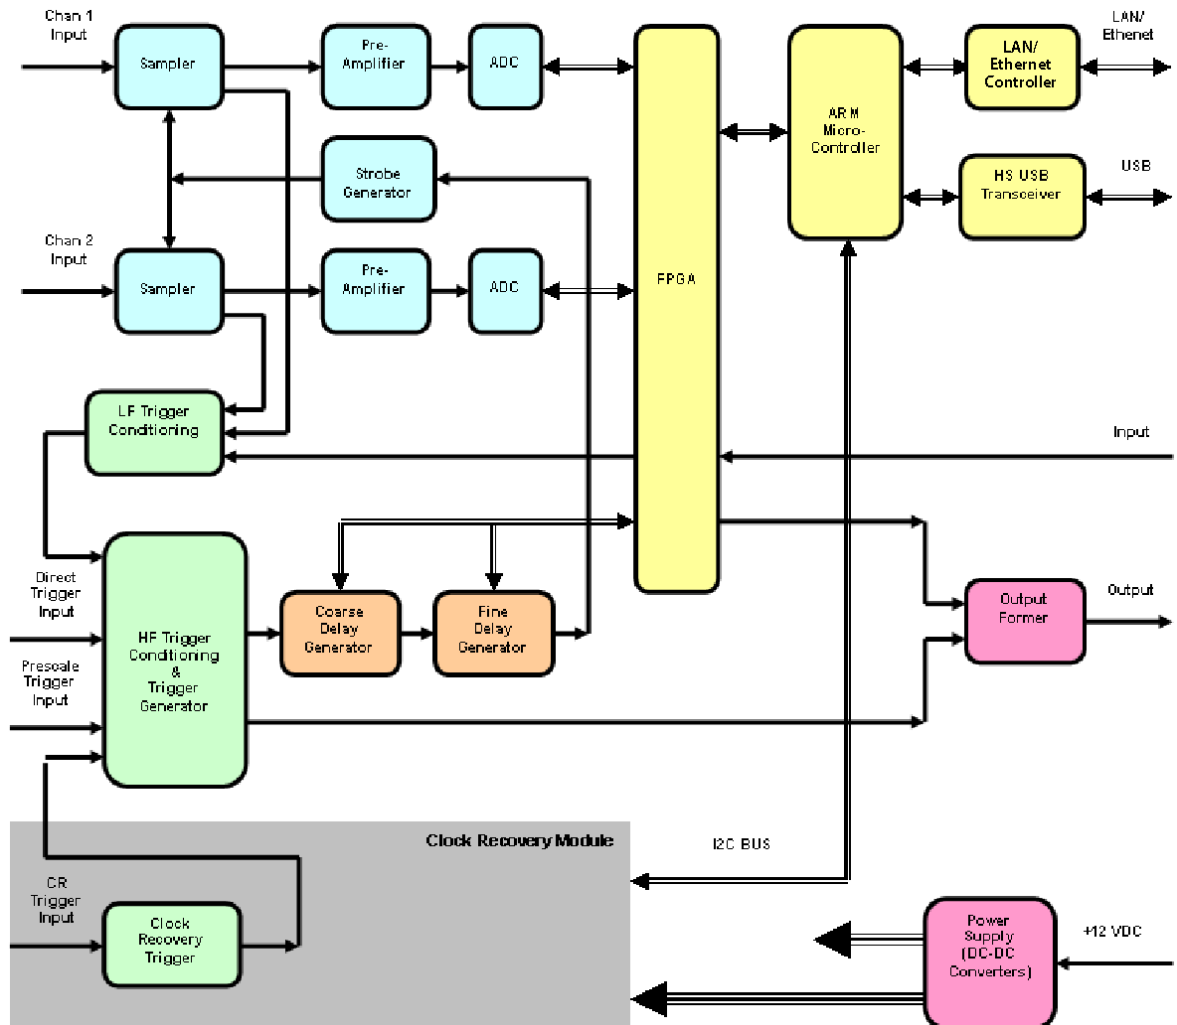 Chan 1
Input
Sampler
Pre-
Amplifier
ADC
LAN/
Ethernet
Controller
LAN/
Ethenet
ARM
Micro-
Controller
Strobe
Generator
HS USB
Transceiver
USB
Chan 2
Input
Sampler
Pre-
Amplifier
ADC
FPGA
LF Trigger
Conditioning
Input
Direct
Trigger
Input
HF Trigger
Conditioning
&
Trigger
Generator
Coarse
Delay
Generator
Fine
Delay
Generator
Output
Former
Output
Prescale
Trigger
Input
Clock Recovery Module
I2C BUS
CR
Trigger
Input
Clock
Recovery
Trigger
Power
Supply
(DC-DC
Converters)
+12 VDC